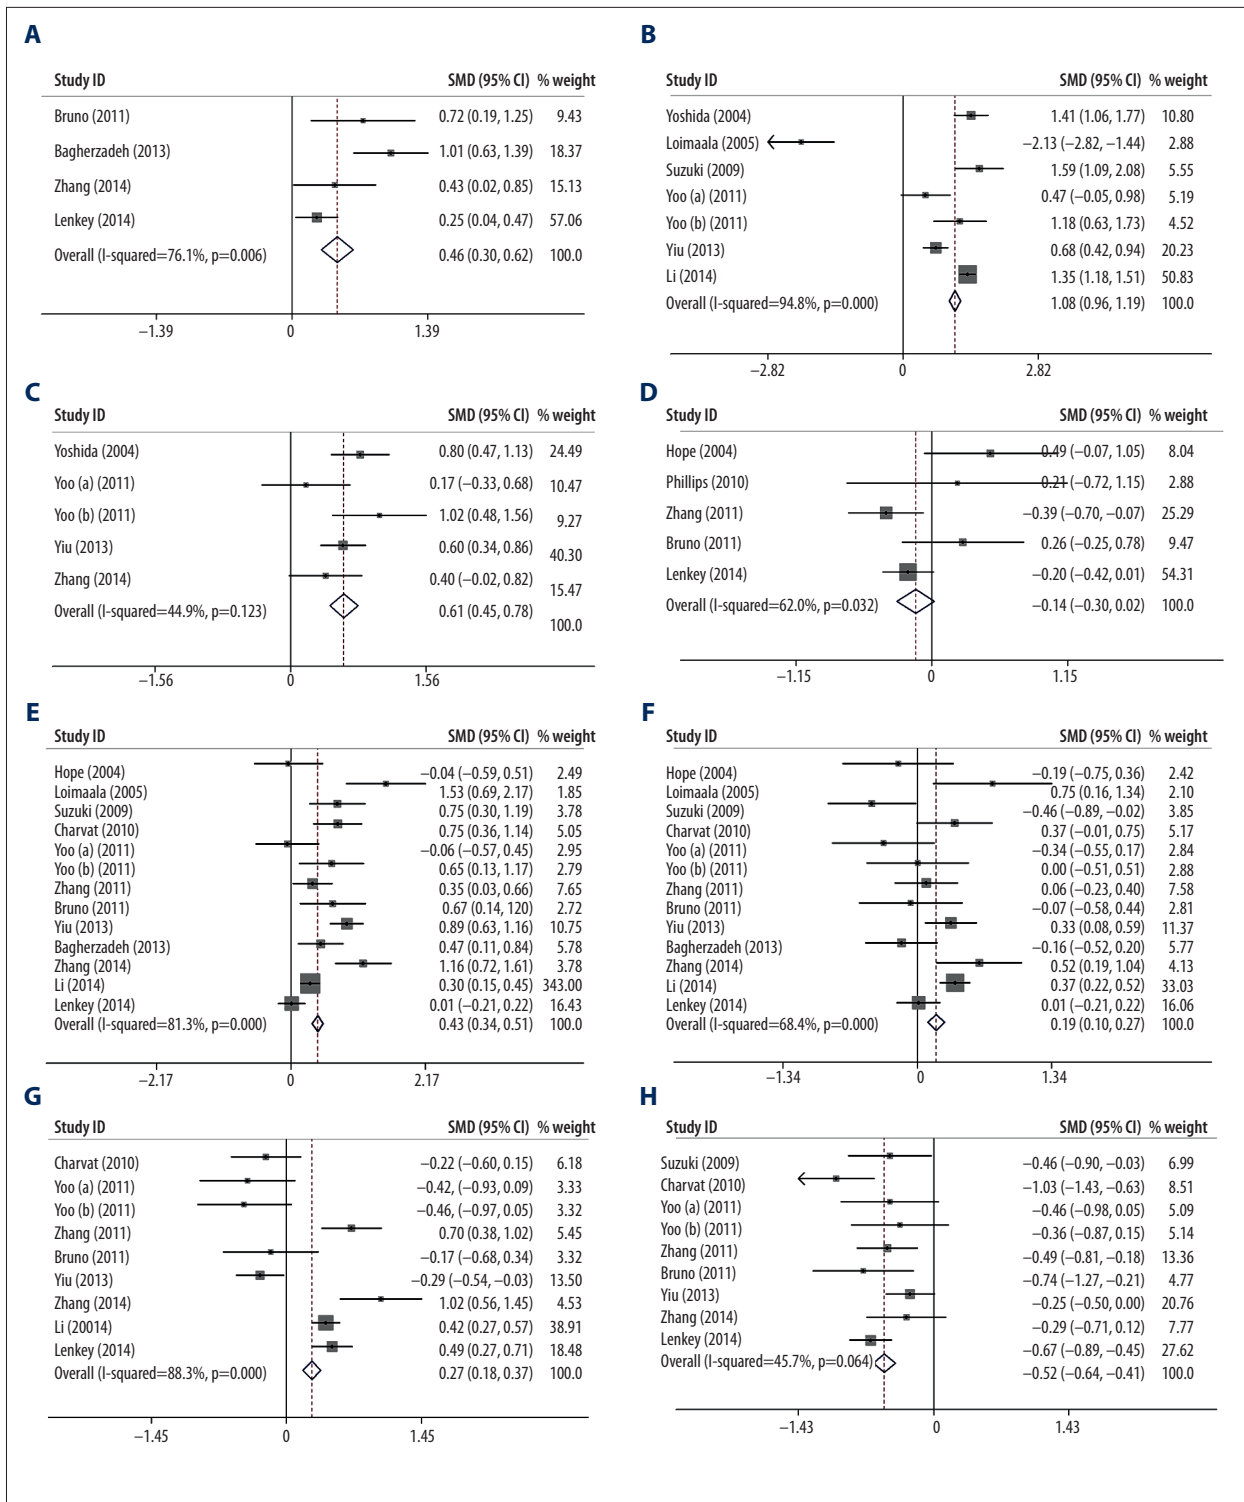 A
Study ID SMD (95% CI) % weight
Bruno (2011) 0.72 (0.19, 1.25) 9.43
Bagherzadeh (2013) 1.01 (0.63, 1.39) 18.37
Zhang (2014) 0.43 (0.02, 0.85) 15.13
Lenkey (2014) 0.25 (0.04, 0.47) 57.06
Overall (I-squared=76.1%, p=0.006) 0.46 (0.30, 0.62) 100.0
−1.39 0 1.39
B
Study ID SMD (95% CI) % weight
Yoshida (2004) 1.41 (1.06, 1.77) 10.80
Loimaala (2005) −2.13 (−2.82, −1.44) 2.88
Suzuki (2009) 1.59 (1.09, 2.08) 5.55
Yoo (a) (2011) 0.47 (−0.05, 0.98) 5.19
Yoo (b) (2011) 1.18 (0.63, 1.73) 4.52
Yiu (2013) 0.68 (0.42, 0.94) 20.23
Li (2014) 1.35 (1.18, 1.51) 50.83
Overall (I-squared=94.8%, p=0.000) 1.08 (0.96, 1.19) 100.0
−2.82 0 2.82
C
Study ID SMD (95% CI) % weight
Yoshida (2004) 0.80 (0.47, 1.13) 24.49
Yoo (a) (2011) 0.17 (−0.33, 0.68) 10.47
Yoo (b) (2011) 1.02 (0.48, 1.56) 9.27
Yiu (2013) 0.60 (0.34, 0.86) 40.30
Zhang (2014) 0.40 (−0.02, 0.82) 15.47
Overall (I-squared=44.9%, p=0.123) 0.61 (0.45, 0.78) 100.0
−1.56 0 1.56
D
Study ID SMD (95% CI) % weight
Hope (2004) 0.49 (−0.07, 1.05) 8.04
Phillips (2010) 0.21 (−0.72, 1.15) 2.88
Zhang (2011) −0.39 (−0.70, −0.07) 25.29
Bruno (2011) 0.26 (−0.25, 0.78) 9.47
Lenkey (2014) −0.20 (−0.42, 0.01) 54.31
Overall (I-squared=62.0%, p=0.032) −0.14 (−0.30, 0.02) 100.0
−1.15 0 1.15
E
Study ID SMD (95% CI) % weight
Hope (2004) −0.04 (−0.59, 0.51) 2.49
Loimaala (2005) 1.53 (0.69, 2.17) 1.85
Suzuki (2009) 0.75 (0.30, 1.19) 3.78
Charvat (2010) 0.75 (0.36, 1.14) 5.05
Yoo (a) (2011) −0.06 (−0.57, 0.45) 2.95
Yoo (b) (2011) 0.65 (0.13, 1.17) 2.79
Zhang (2011) 0.35 (0.03, 0.66) 7.65
Bruno (2011) 0.67 (0.14, 120) 2.72
Yiu (2013) 0.89 (0.63, 1.16) 10.75
Bagherzadeh (2013) 0.47 (0.11, 0.84) 5.78
Zhang (2014) 1.16 (0.72, 1.61) 3.78
Li (2014) 0.30 (0.15, 0.45) 343.00
Lenkey (2014) 0.01 (−0.21, 0.22) 16.43
Overall (I-squared=81.3%, p=0.000) 0.43 (0.34, 0.51) 100.0
−2.17 0 2.17
F
Study ID SMD (95% CI) % weight
Hope (2004) −0.19 (−0.75, 0.36) 2.42
Loimaala (2005) 0.75 (0.16, 1.34) 2.10
Suzuki (2009) −0.46 (−0.89, −0.02) 3.85
Charvat (2010) 0.37 (−0.01, 0.75) 5.17
Yoo (a) (2011) −0.34 (−0.55, 0.17) 2.84
Yoo (b) (2011) 0.00 (−0.51, 0.51) 2.88
Zhang (2011) 0.06 (−0.23, 0.40) 7.58
Bruno (2011) −0.07 (−0.58, 0.44) 2.81
Yiu (2013) 0.33 (0.08, 0.59) 11.37
Bagherzadeh (2013) −0.16 (−0.52, 0.20) 5.77
Zhang (2014) 0.52 (0.19, 1.04) 4.13
Li (2014) 0.37 (0.22, 0.52) 33.03
Lenkey (2014) 0.01 (−0.21, 0.22) 16.06
Overall (I-squared=68.4%, p=0.000) 0.19 (0.10, 0.27) 100.0
−1.34 0 1.34
G
Study ID SMD (95% CI) % weight
Charvat (2010) −0.22 (−0.60, 0.15) 6.18
Yoo (a) (2011) −0.42, (−0.93, 0.09) 3.33
Yoo (b) (2011) −0.46, (−0.97, 0.05) 3.32
Zhang (2011) 0.70 (0.38, 1.02) 5.45
Bruno (2011) −0.17 (−0.68, 0.34) 3.32
Yiu (2013) −0.29 (−0.54, −0.03) 13.50
Zhang (2014) 1.02 (0.56, 1.45) 4.53
Li (20014) 0.42 (0.27, 0.57) 38.91
Lenkey (2014) 0.49 (0.27, 0.71) 18.48
Overall (I-squared=88.3%, p=0.000) 0.27 (0.18, 0.37) 100.0
−1.45 0 1.45
H
Study ID SMD (95% CI) % weight
Suzuki (2009) −0.46 (−0.90, −0.03) 6.99
Charvat (2010) −1.03 (−1.43, −0.63) 8.51
Yoo (a) (2011) −0.46 (−0.98, 0.05) 5.09
Yoo (b) (2011) −0.36 (−0.87, 0.15) 5.14
Zhang (2011) −0.49 (−0.81, −0.18) 13.36
Bruno (2011) −0.74 (−1.27, −0.21) 4.77
Yiu (2013) −0.25 (−0.50, 0.00) 20.76
Zhang (2014) −0.29 (−0.71, 0.12) 7.77
Lenkey (2014) −0.67 (−0.89, −0.45) 27.62
Overall (I-squared=45.7%, p=0.064) −0.52 (−0.64, −0.41) 100.0
−1.43 0 1.43